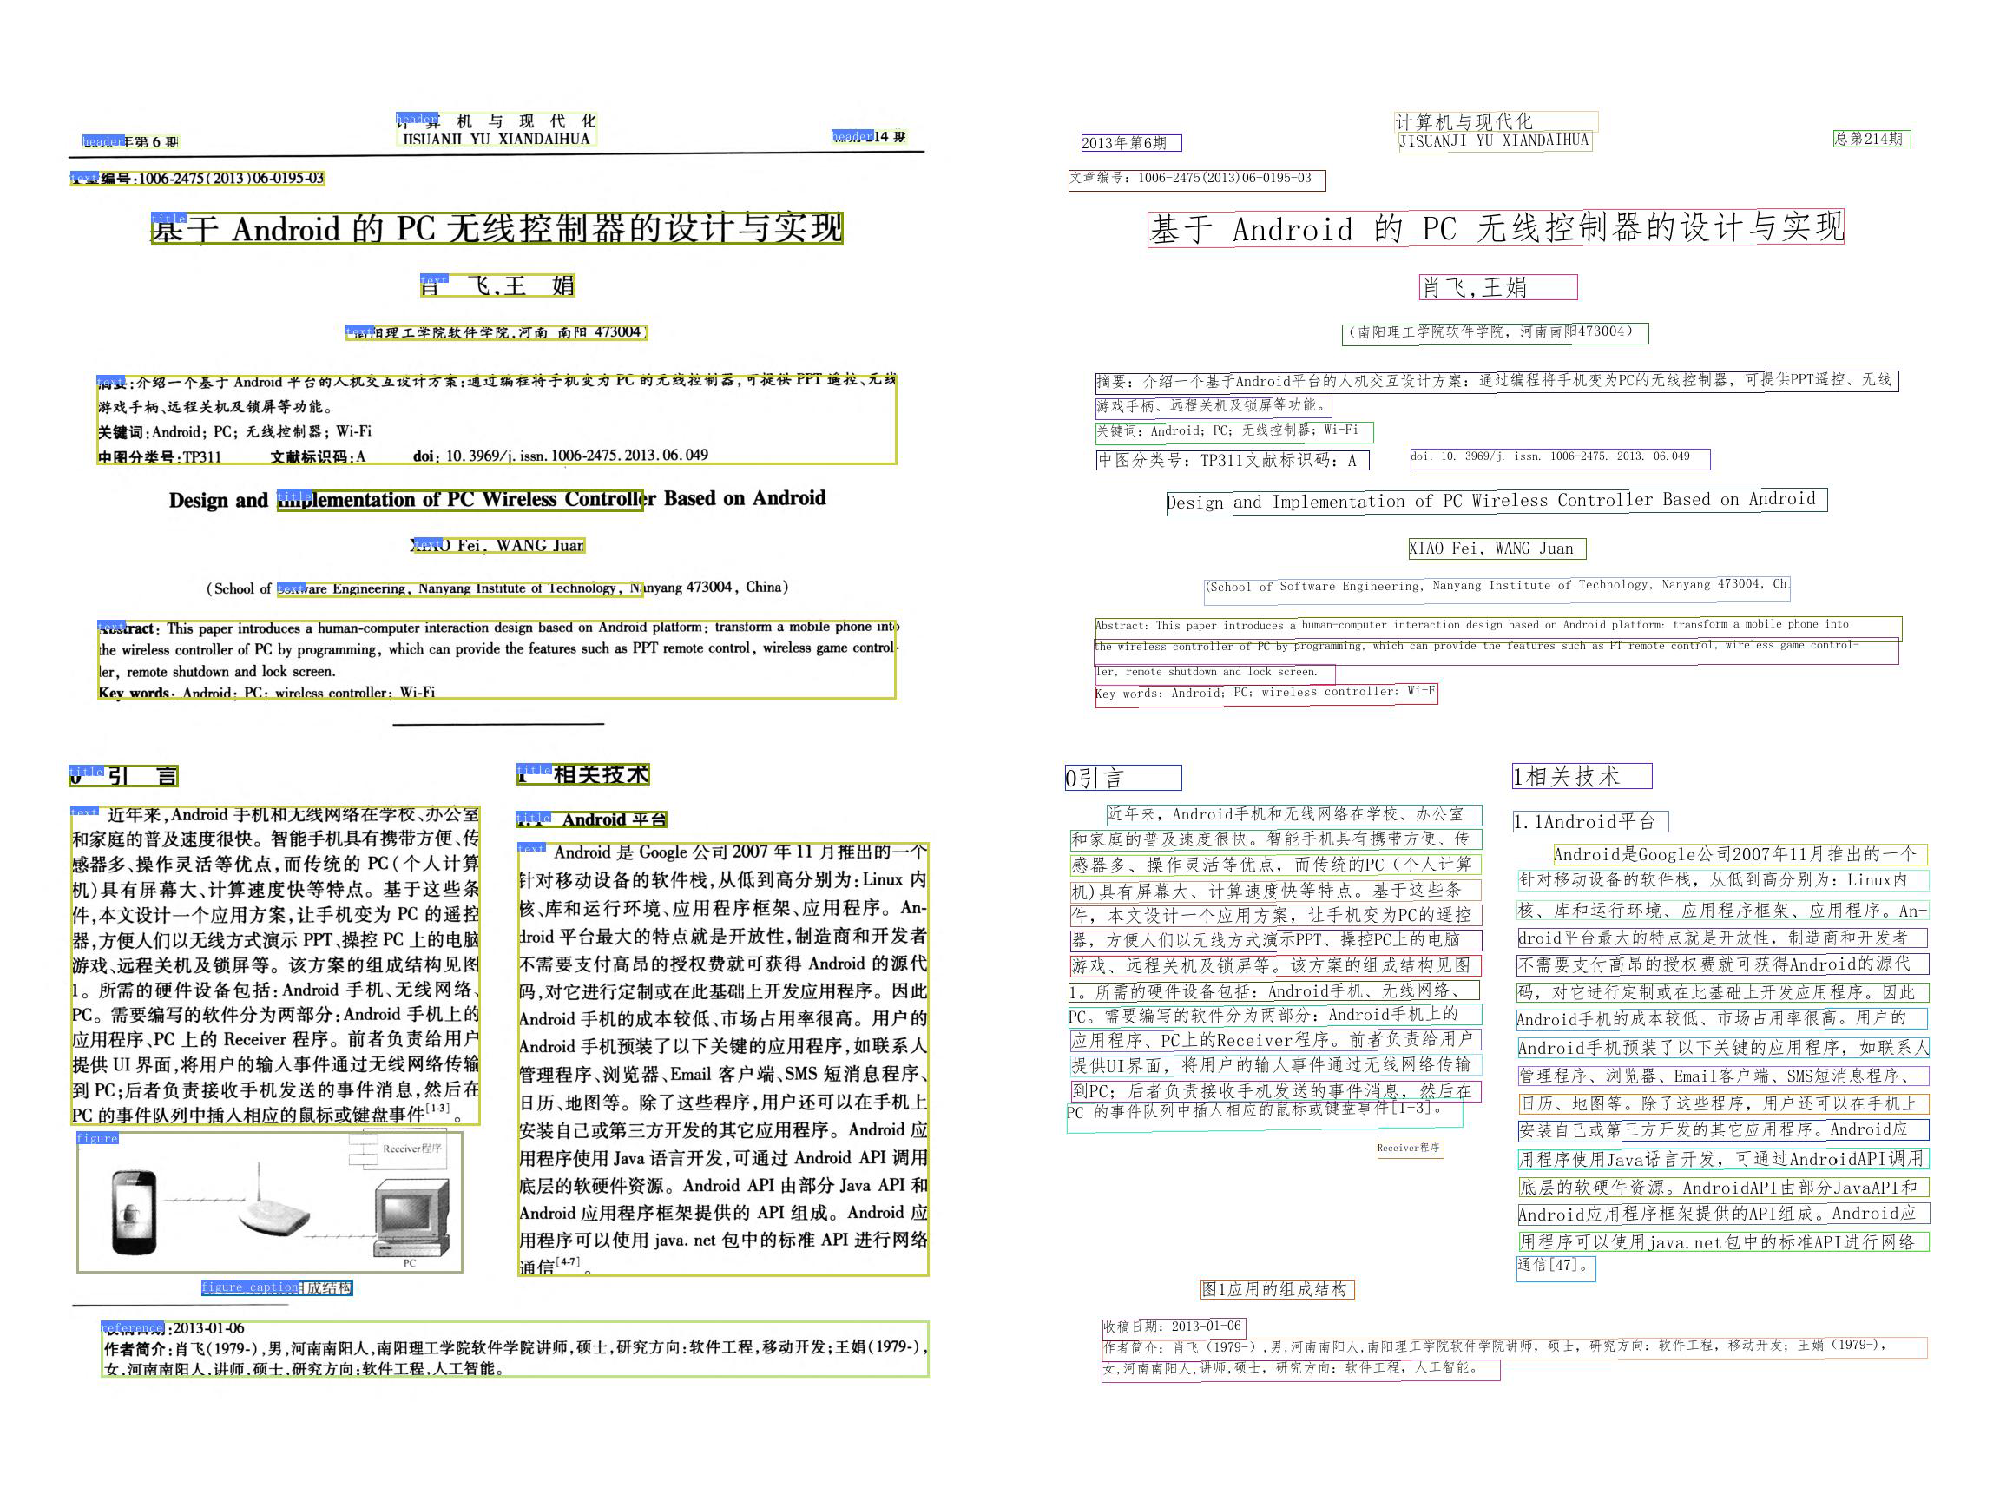 header年第6期
header 算 机 与 现 代 化
JISUANJI YU XIANDAIHUA
header14 期
text编号:1006-2475(2013)06-0195-03
title
基于 Android 的 PC 无线控制器的设计与实现
text
肖 飞,王 娟
text阳理工学院软件学院,河南 南阳 473004)
text
摘要:介绍一个基于 Android 平台的人机交互设计方案:通过编程将手机变为 PC 的无线控制器,可提供 PPT 遥控、无线
游戏手柄、远程关机及锁屏等功能。
关键词:Android; PC; 无线控制器; Wi-Fi
中图分类号:TP311 文献标识码:A doi: 10.3969/j.issn.1006-2475.2013.06.049
title
Design and Implementation of PC Wireless Controller Based on Android
text
XIAO Fei, WANG Juan
text
(School of Software Engineering, Nanyang Institute of Technology, Nanyang 473004, China)
text
Abstract: This paper introduces a human-computer interaction design based on Android platform: transform a mobile phone into
the wireless controller of PC by programming, which can provide the features such as PPT remote control, wireless game control-
ler, remote shutdown and lock screen.
Key words: Android; PC; wireless controller; Wi-Fi
title
0 引 言
text
近年来,Android 手机和无线网络在学校、办公室
和家庭的普及速度很快。智能手机具有携带方便、传
感器多、操作灵活等优点,而传统的 PC(个人计算
机)具有屏幕大、计算速度快等特点。基于这些条
件,本文设计一个应用方案,让手机变为 PC 的遥控
器,方便人们以无线方式演示 PPT、操控 PC 上的电脑
游戏、远程关机及锁屏等。该方案的组成结构见图
1。所需的硬件设备包括:Android 手机、无线网络、
PC。需要编写的软件分为两部分:Android 手机上的
应用程序、PC 上的 Receiver 程序。前者负责给用户
提供 UI 界面,将用户的输入事件通过无线网络传输
到 PC;后者负责接收手机发送的事件消息,然后在
PC 的事件队列中插入相应的鼠标或键盘事件[1-3]。
figure
Receiver程序
PC
figure_caption组成结构
title
1 相关技术
title
1.1 Android 平台
text
Android 是 Google 公司 2007 年 11 月推出的一个
针对移动设备的软件栈,从低到高分别为:Linux 内
核、库和运行环境、应用程序框架、应用程序。An-
droid 平台最大的特点就是开放性,制造商和开发者
不需要支付高昂的授权费就可获得 Android 的源代
码,对它进行定制或在此基础上开发应用程序。因此
Android 手机的成本较低、市场占用率很高。用户的
Android 手机预装了以下关键的应用程序,如联系人
管理程序、浏览器、Email 客户端、SMS 短消息程序、
日历、地图等。除了这些程序,用户还可以在手机上
安装自己或第三方开发的其它应用程序。Android 应
用程序使用 Java 语言开发,可通过 Android API 调用
底层的软硬件资源。Android API 由部分 Java API 和
Android 应用程序框架提供的 API 组成。Android 应
用程序可以使用 java.net 包中的标准 API 进行网络
通信[4-7]。
reference
收稿日期:2013-01-06
作者简介:肖飞(1979-),男,河南南阳人,南阳理工学院软件学院讲师,硕士,研究方向:软件工程,移动开发;王娟(1979-),
女,河南南阳人,讲师,硕士,研究方向:软件工程,人工智能。
2013年第6期
计算机与现代化
JISUANJI YU XIANDAIHUA
总第214期
文章编号: 1006-2475(2013)06-0195-03
基于 Android 的 PC 无线控制器的设计与实现
肖飞,王娟
(南阳理工学院软件学院, 河南南阳473004)
摘要: 介绍一个基于Android平台的人机交互设计方案: 通过编程将手机变为PC的无线控制器, 可提供PPT遥控、无线
游戏手柄、远程关机及锁屏等功能。
关键词: Android; PC; 无线控制器; Wi-Fi
中图分类号: TP311文献标识码: A
doi: 10. 3969/j. issn. 1006-2475. 2013. 06.049
Design and Implementation of PC Wireless Controller Based on Android
XIAO Fei, WANG Juan
(School of Software Engineering, Nanyang Institute of Technology, Nanyang 473004, Ch
Abstract: This paper introduces a human-computer interaction design based on Android platform: transform a mobile phone into
the wireless controller of PC by programming, which can provide the features such as PT remote control, wireless game control-
ler, remote shutdown and lock screen.
Key words: Android; PC; wireless controller: Wi-F
0引言
近年来, Android手机和无线网络在学校、办公室
和家庭的普及速度很快。智能手机具有携带方便、传
感器多、操作灵活等优点, 而传统的PC (个人计算
机)具有屏幕大、计算速度快等特点。基于这些条
件, 本文设计一个应用方案, 让手机变为PC的遥控
器, 方便人们以无线方式演示PPT、操控PC上的电脑
游戏、远程关机及锁屏等。该方案的组成结构见图
1。所需的硬件设备包括: Android手机、无线网络、
PC。需要编写的软件分为两部分: Android手机上的
应用程序、PC上的Receiver程序。前者负责给用户
提供UI界面, 将用户的输入事件通过无线网络传输
到PC; 后者负责接收手机发送的事件消息, 然后在
PC 的事件队列中插人相应的鼠标或键盘事件[1-3]。
Receiver程序
图1应用的组成结构
1相关技术
1.1Android平台
Android是Google公司2007年11月推出的一个
针对移动设备的软件栈, 从低到高分别为: Linux内
核、库和运行环境、应用程序框架、应用程序。An-
droid平台最大的特点就是开放性, 制造商和开发者
不需要支付高昂的授权费就可获得Android的源代
码, 对它进行定制或在比基础上开发应用程序。因此
Android手机的成本较低、市场占用率很高。用户的
Android手机预装了以下关键的应用程序, 如联系人
管理程序、浏览器、Email客户端、SMS短消息程序、
日历、地图等。除了这些程序, 用户还可以在手机上
安装自己或第三方开发的其它应用程序。Android应
用程序使用Java语言开发, 可通过AndroidAPI调用
底层的软硬件资源。AndroidAPI由部分JavaAPI和
Android应用程序框架提供的API组成。Android应
用程序可以使用java.net包中的标准API进行网络
通信[47]。
收稿日期: 2013-01-06
作者简介: 肖飞 (1979-) ,男,河南南阳人,南阳理工学院软件学院讲师, 硕士, 研究方向: 软件工程, 移动开发; 王娟 (1979-),
女,河南南阳人,讲师,硕士, 研究方向: 软件工程, 人工智能。